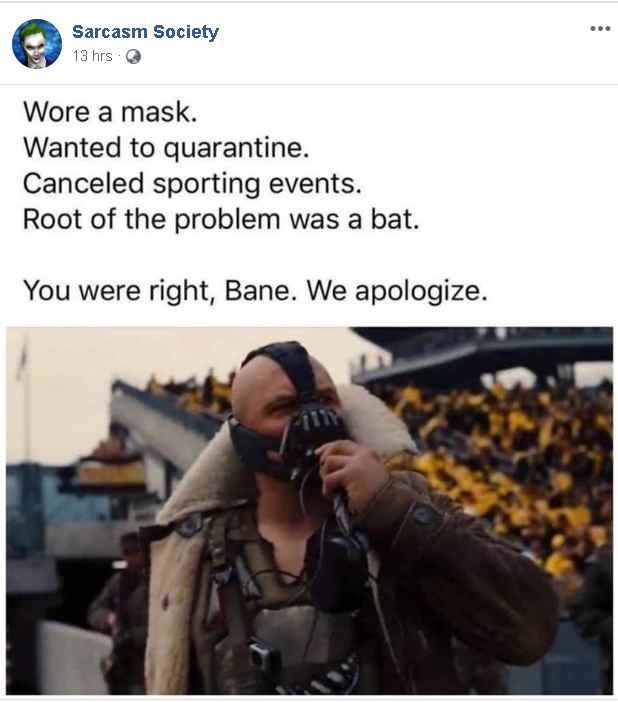 Sarcasm Society
13 hrs ·
Wore a mask.
Wanted to quarantine.
Canceled sporting events.
Root of the problem was a bat.
You were right, Bane. We apologize.